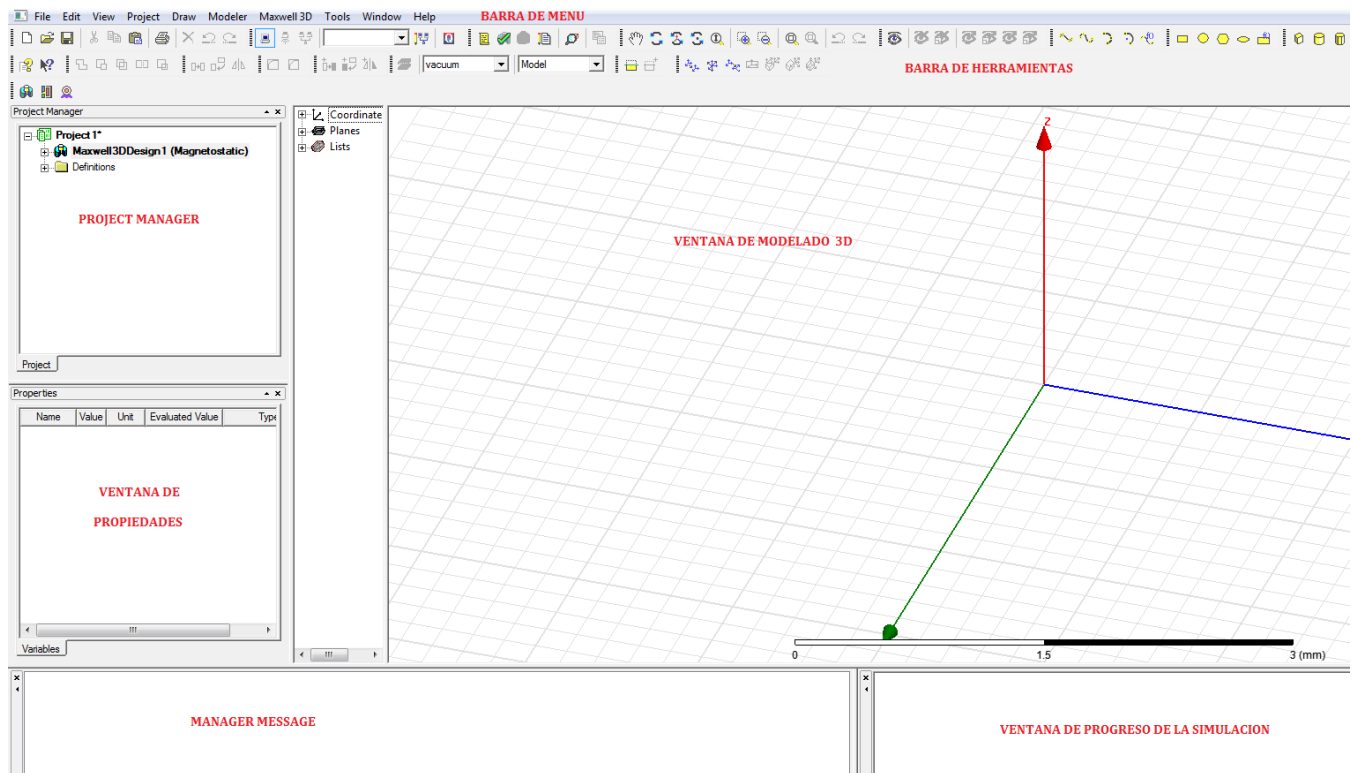 File Edit View Project Draw Modeler Maxwell 3D Tools Window Help
BARRA DE MENU
vacuum
Model
BARRA DE HERRAMIENTAS
Project Manager
Project1*
Maxwell3DDesign1 (Magnetostatic)
Definitions
PROJECT MANAGER
Project
Coordinate
Planes
Lists
Z
VENTANA DE MODELADO 3D
Properties
Name Value Unit Evaluated Value Type
VENTANA DE
PROPIEDADES
Variables
0 1.5 3 (mm)
MANAGER MESSAGE
VENTANA DE PROGRESO DE LA SIMULACION